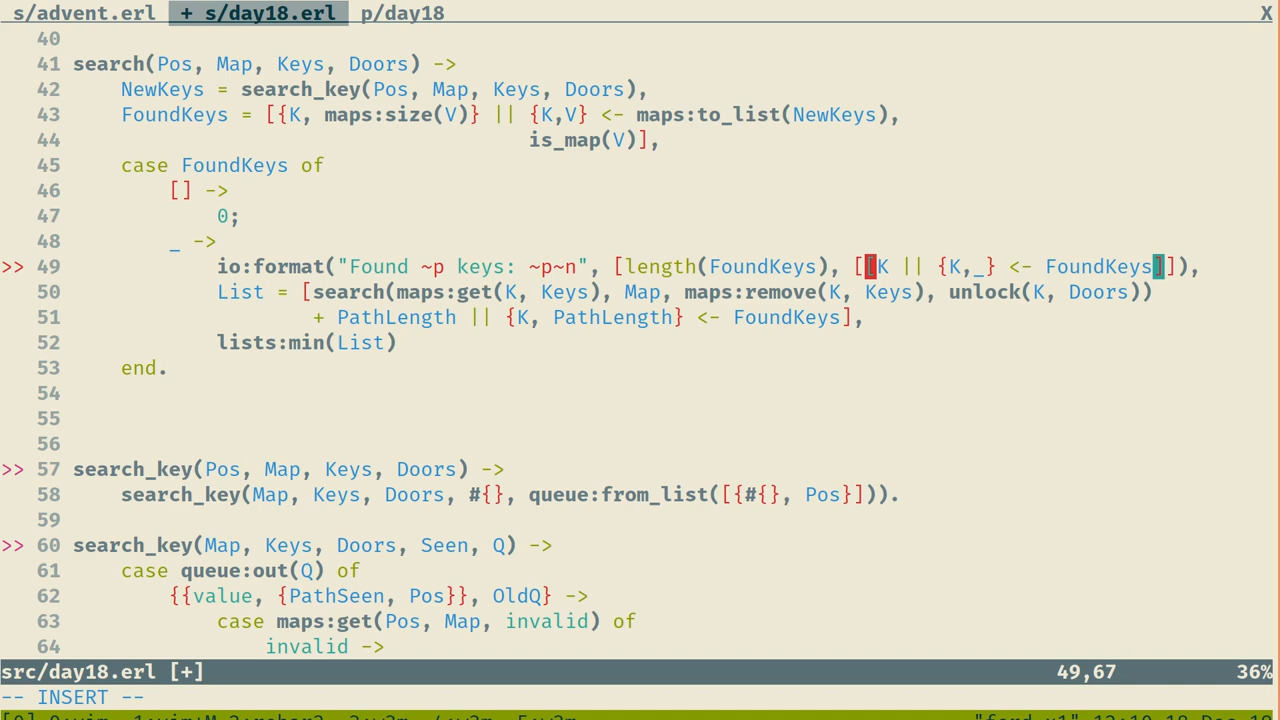 s/advent.erl + s/day18.erl p/day18 X
40
41 search(Pos, Map, Keys, Doors) ->
42     NewKeys = search_key(Pos, Map, Keys, Doors),
43     FoundKeys = [{K, maps:size(V)} || {K,V} <- maps:to_list(NewKeys),
44                                       is_map(V)],
45     case FoundKeys of
46         [] ->
47             0;
48         _ ->
>> 49             io:format("Found ~p keys: ~p~n", [length(FoundKeys), [[K || {K,_} <- FoundKeys]]),
50             List = [search(maps:get(K, Keys), Map, maps:remove(K, Keys), unlock(K, Doors))
51                     + PathLength || {K, PathLength} <- FoundKeys],
52             lists:min(List)
53     end.
54
55
56
>> 57 search_key(Pos, Map, Keys, Doors) ->
58     search_key(Map, Keys, Doors, #{}, queue:from_list([{#{}, Pos}])).
59
>> 60 search_key(Map, Keys, Doors, Seen, Q) ->
61     case queue:out(Q) of
62         {{value, {PathSeen, Pos}}, OldQ} ->
63             case maps:get(Pos, Map, invalid) of
64                 invalid ->
src/day18.erl [+] 49,67 36%
-- INSERT --